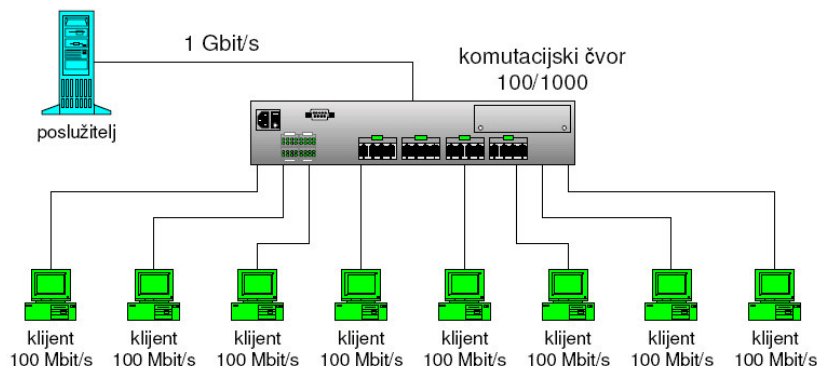 1 Gbit/s
komutacijski čvor
100/1000
poslužitelj
klijent
100 Mbit/s
klijent
100 Mbit/s
klijent
100 Mbit/s
klijent
100 Mbit/s
klijent
100 Mbit/s
klijent
100 Mbit/s
klijent
100 Mbit/s
klijent
100 Mbit/s